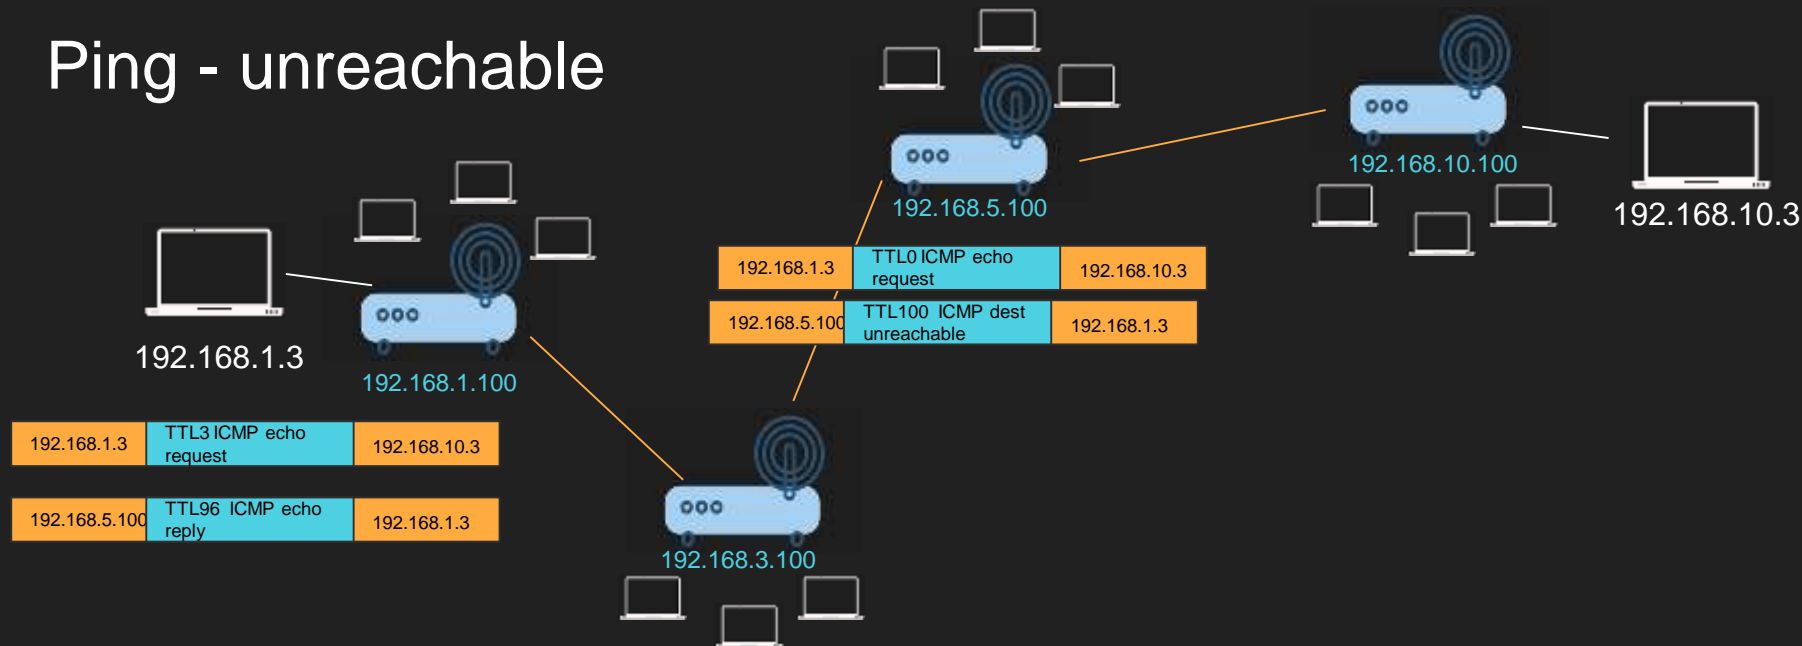 Ping - unreachable
192.168.5.100
192.168.10.100
192.168.10.3
192.168.1.3
192.168.1.100
192.168.1.3
TTL0 ICMP echo
request
192.168.10.3
192.168.5.100
TTL100 ICMP dest
unreachable
192.168.1.3
192.168.1.3
TTL3 ICMP echo
request
192.168.10.3
192.168.5.100
TTL96 ICMP echo
reply
192.168.1.3
192.168.3.100